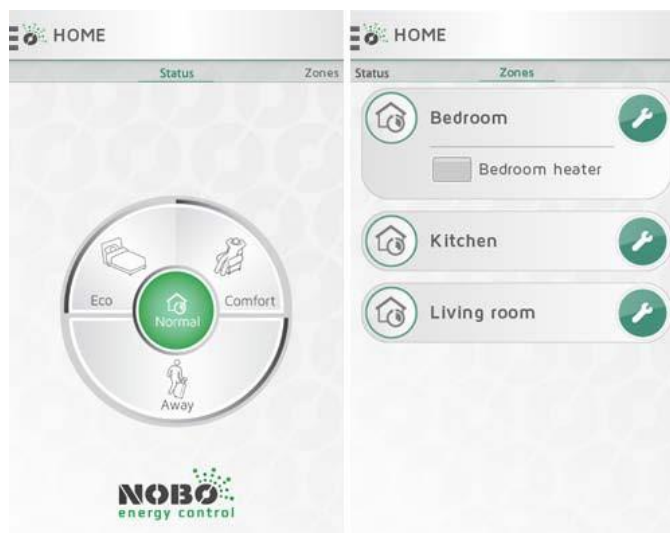 HOME
Status Zones
Eco
Comfort
Normal
Away
NOBØ
energy control
HOME
Status Zones
Bedroom
Bedroom heater
Kitchen
Living room